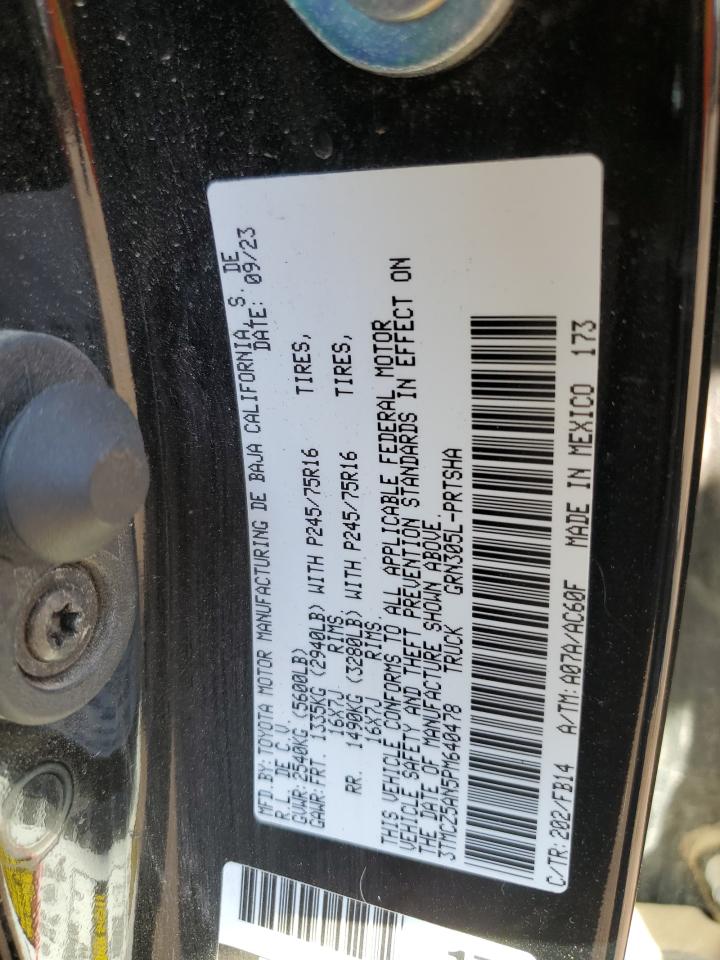 MFD.BY: TOYOTA MOTOR MANUFACTURING DE BAJA CALIFORNIA, S. DE
R.L. DE C.V. DATE: 09/23
GVWR: 2540KG (5600LB)
GAWR: FRT. 1335KG (2940LB) WITH P245/75R16 TIRES,
16X7J RIMS
RR. 1490KG (3280LB) WITH P245/75R16 TIRES,
16X7J RIMS.
THIS VEHICLE CONFORMS TO ALL APPLICABLE FEDERAL MOTOR
VEHICLE SAFETY AND THEFT PREVENTION STANDARDS IN EFFECT ON
THE DATE OF MANUFACTURE SHOWN ABOVE.
3TMCZ5AN5PM640478 TRUCK GRN305L-PRTSHA
C/TR: 202/FB14 A/TM: A07A/AC60F MADE IN MEXICO 173